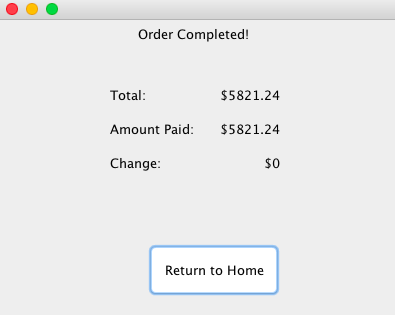 Order Completed!
Total: $5821.24
Amount Paid: $5821.24
Change: $0
Return to Home